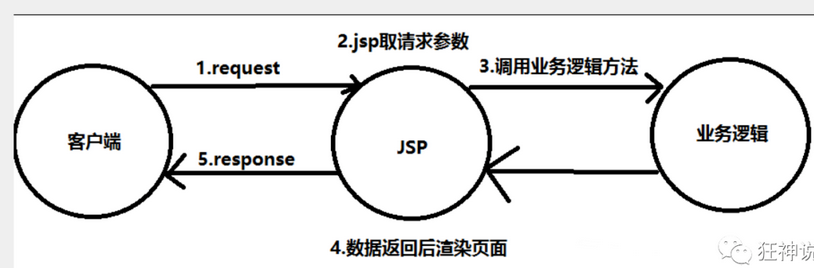 2.jsp取请求参数
1.request
3.调用业务逻辑方法
客户端
JSP
业务逻辑
5.response
4.数据返回后渲染页面
狂神说